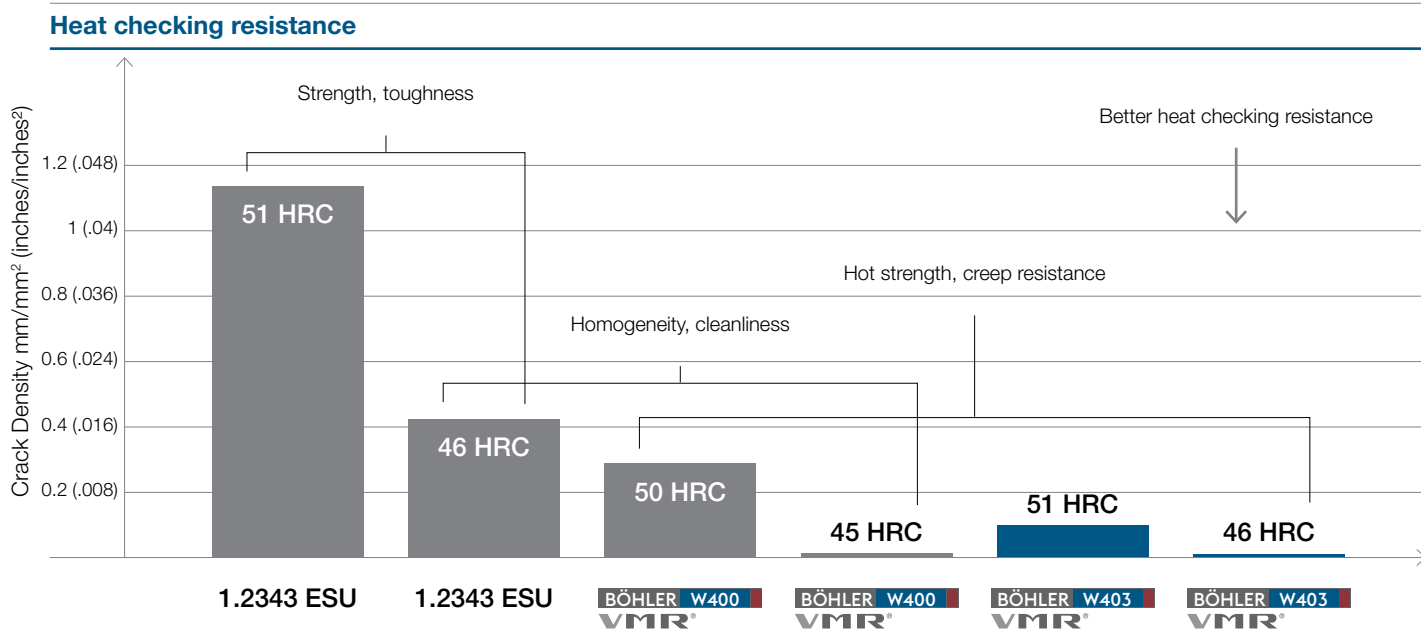 Heat checking resistance
Crack Density mm/mm² (inches/inches²)
1.2 (.048)
1 (.04)
0.8 (.036)
0.6 (.024)
0.4 (.016)
0.2 (.008)
Strength, toughness
Better heat checking resistance
Hot strength, creep resistance
Homogeneity, cleanliness
51 HRC
46 HRC
50 HRC
45 HRC
51 HRC
46 HRC
1.2343 ESU
1.2343 ESU
BÖHLER W400
VMR®
BÖHLER W400
VMR®
BÖHLER W403
VMR®
BÖHLER W403
VMR®